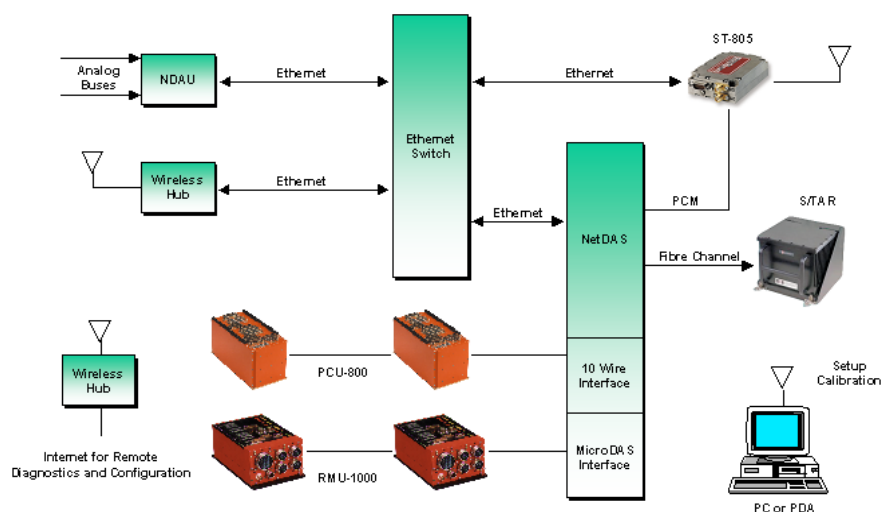 ST-805
Analog
Buses
NDAU
Ethernet
Ethernet
Ethernet
Switch
Wireless
Hub
Ethernet
Ethernet
PCM
S/TAR
NetDAS
Fibre Channel
Wireless
Hub
PCU-800
10 Wire
Interface
Setup
Calibration
Internet for Remote
Diagnostics and Configuration
RMU-1000
MicroDAS
Interface
PC or PDA